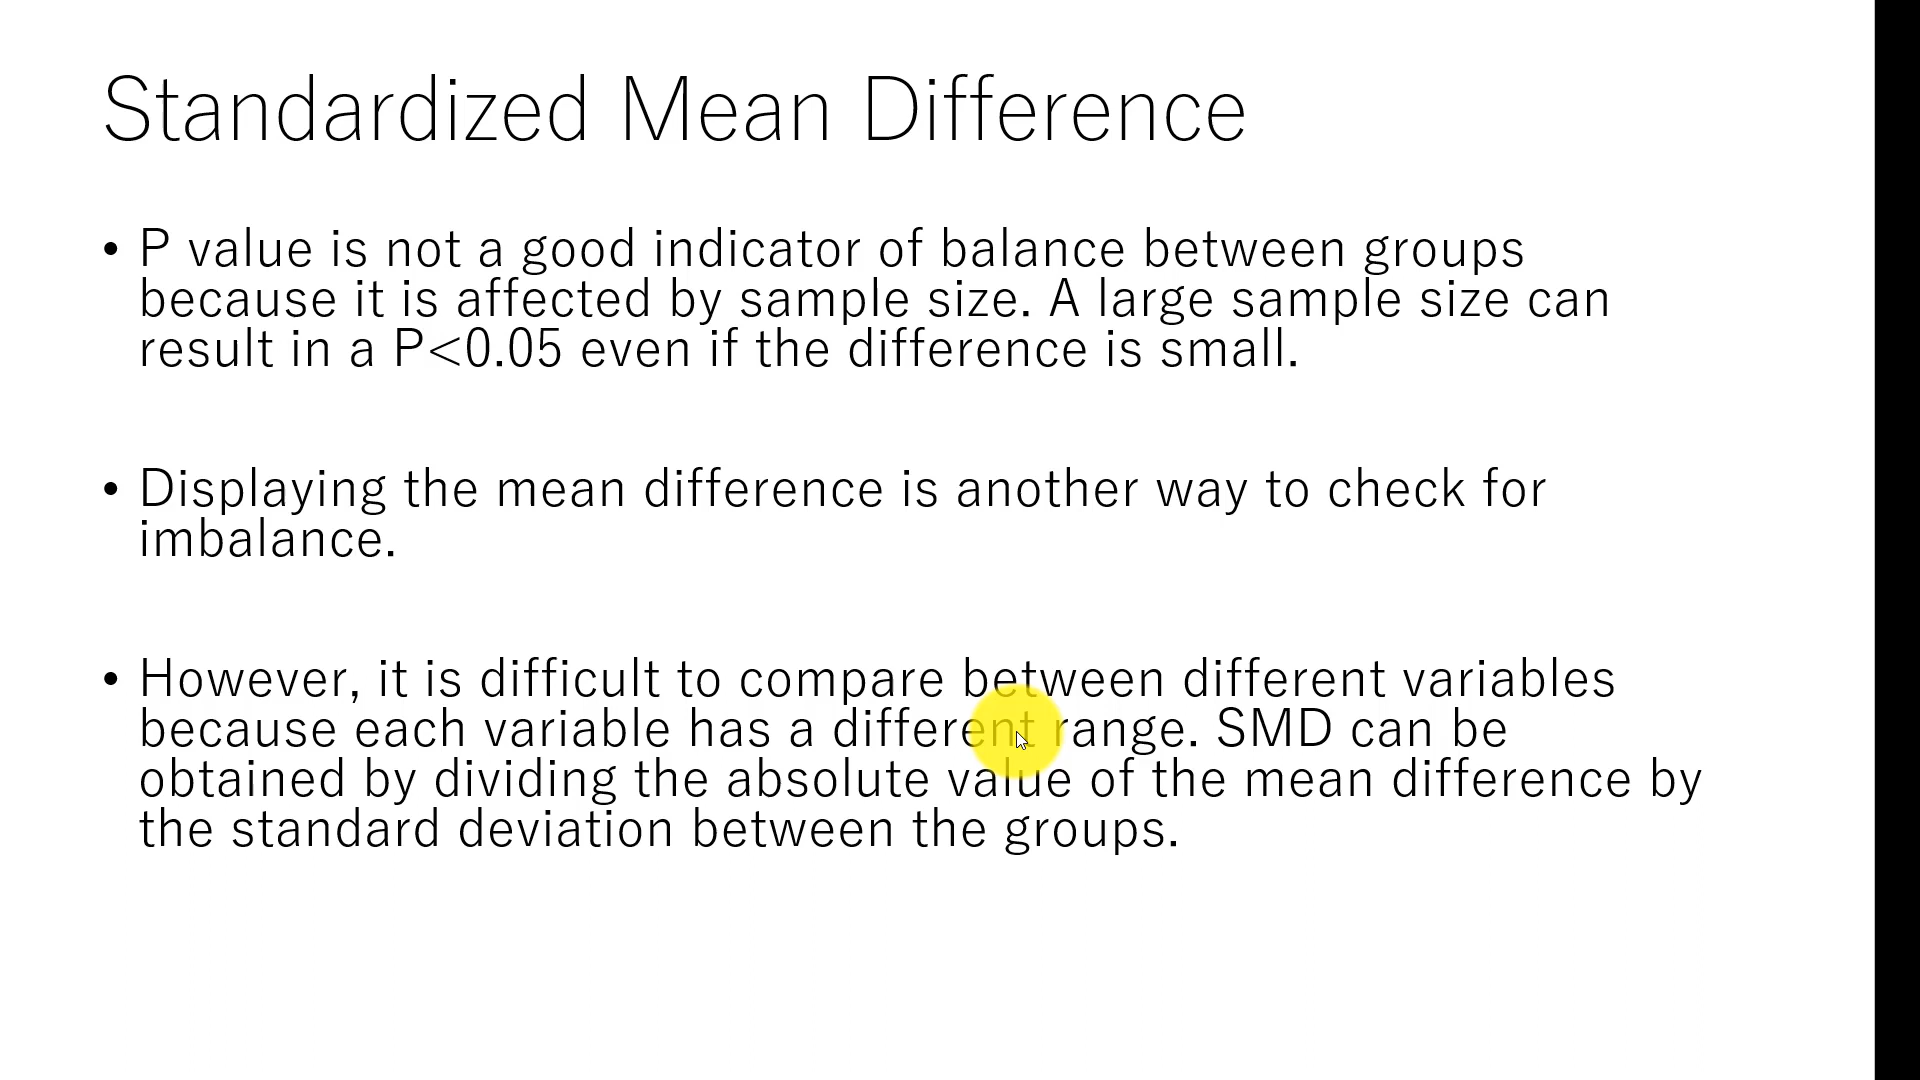 Standardized Mean Difference
• P value is not a good indicator of balance between groups
because it is affected by sample size. A large sample size can
result in a P<0.05 even if the difference is small.
• Displaying the mean difference is another way to check for
imbalance.
• However, it is difficult to compare between different variables
because each variable has a different range. SMD can be
obtained by dividing the absolute value of the mean difference by
the standard deviation between the groups.